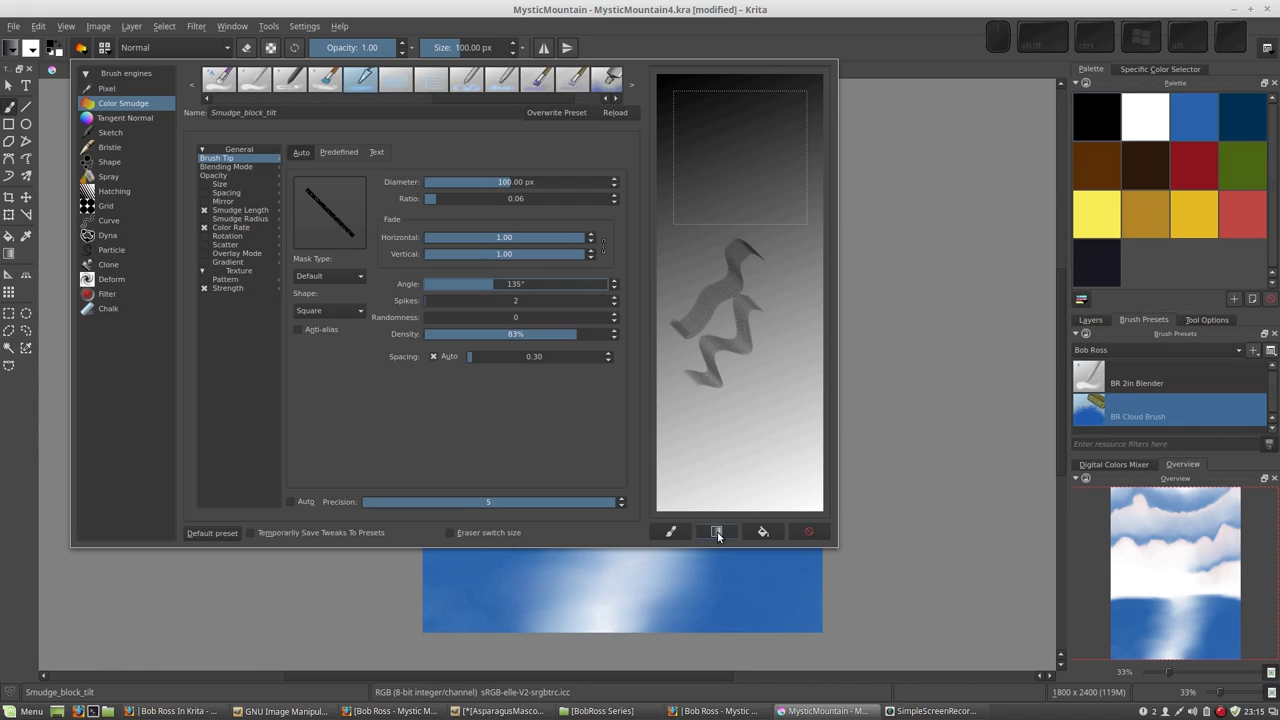 MysticMountain - MysticMountain4.kra [modified] – Krita
File Edit View Image Layer Select Filter Window Tools Settings Help
Normal Opacity: 1.00 Size: 100.00 px
shift ctrl alt
Brush engines
Pixel
Color Smudge
Tangent Normal
Sketch
Bristle
Shape
Spray
Hatching
Grid
Curve
Dyna
Particle
Clone
Deform
Filter
Chalk
Name: Smudge_block_tilt Overwrite Preset Reload
General
Brush Tip
Blending Mode
Opacity
Size
Spacing
Mirror
Smudge Length
Smudge Radius
Color Rate
Rotation
Scatter
Overlay Mode
Gradient
Texture
Pattern
Strength
Auto Predefined Text
Diameter: 100.00 px
Ratio: 0.06
Fade
Horizontal: 1.00
Vertical: 1.00
Mask Type:
Default
Shape:
Square
Anti-alias
Angle: 135°
Spikes: 2
Randomness: 0
Density: 83%
Spacing: Auto 0.30
Auto Precision: 5
Default preset Temporarily Save Tweaks To Presets Eraser switch size
Palette Specific Color Selector
Palette
Layers Brush Presets Tool Options
Brush Presets
Bob Ross
BR 2in Blender
BR Cloud Brush
Enter resource filters here
Digital Colors Mixer Overview
Overview
33%
Smudge_block_tilt RGB (8-bit integer/channel) sRGB-elle-V2-srgbtrc.icc 1800 x 2400 (119M) 33%
Menu [Bob Ross In Krita - ... GNU Image Manipul... [Bob Ross - Mystic M... [*[AsparagusMasco... [BobRoss Series] [Bob Ross - Mystic ... MysticMountain - M... SimpleScreenRecor... 2 23:15